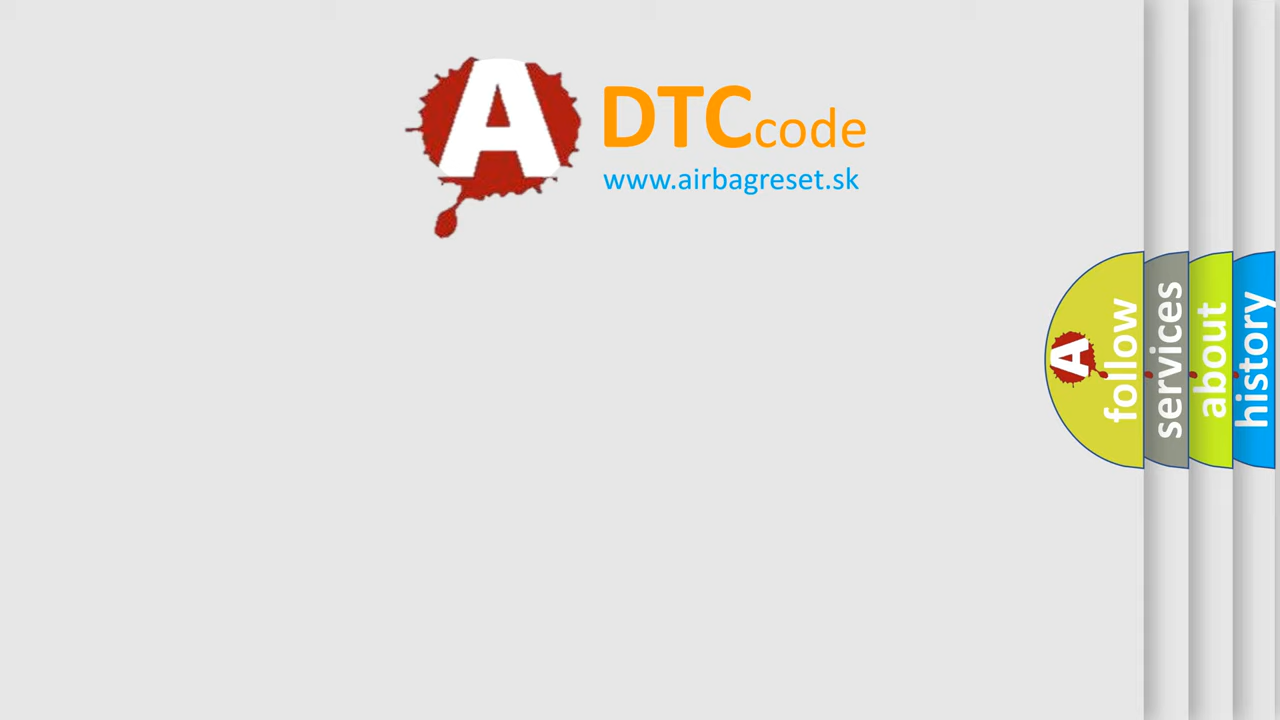 A
DTCcode
www.airbagreset.sk
A
follow
services
about
history